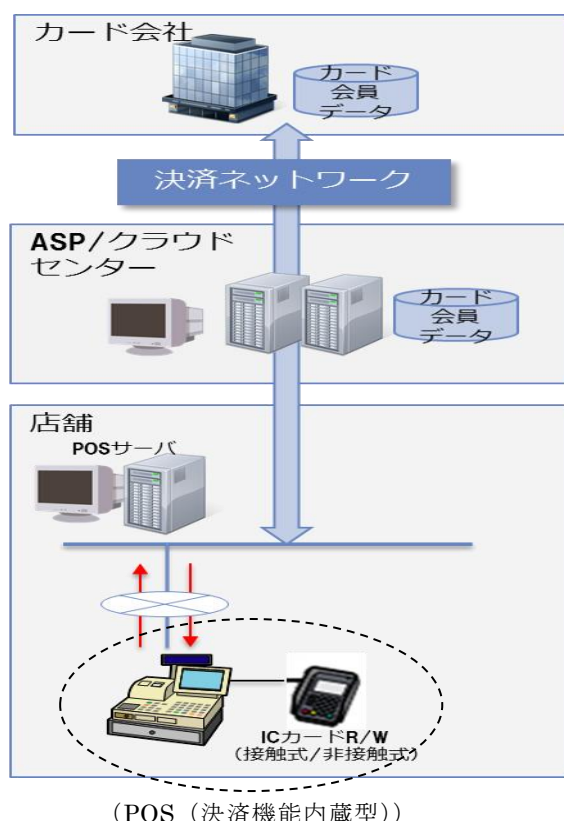 カード会社
カード
会員
データ
決済ネットワーク
ASP/クラウド
センター
カード
会員
データ
店舗
POSサーバ
ICカードR/W
(接触式/非接触式)
（POS（決済機能内蔵型））